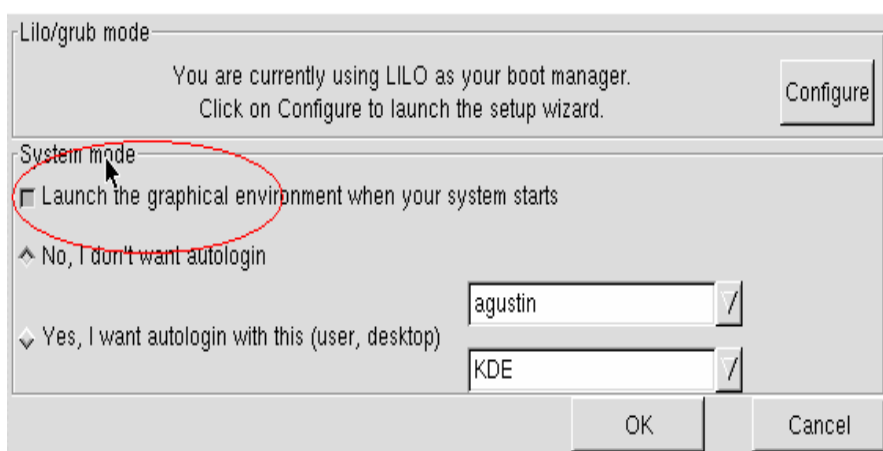 Lilo/grub mode
You are currently using LILO as your boot manager.
Click on Configure to launch the setup wizard.
Configure
System mode
Launch the graphical environment when your system starts
No, I don't want autologin
agustin
Yes, I want autologin with this (user, desktop)
KDE
OK
Cancel